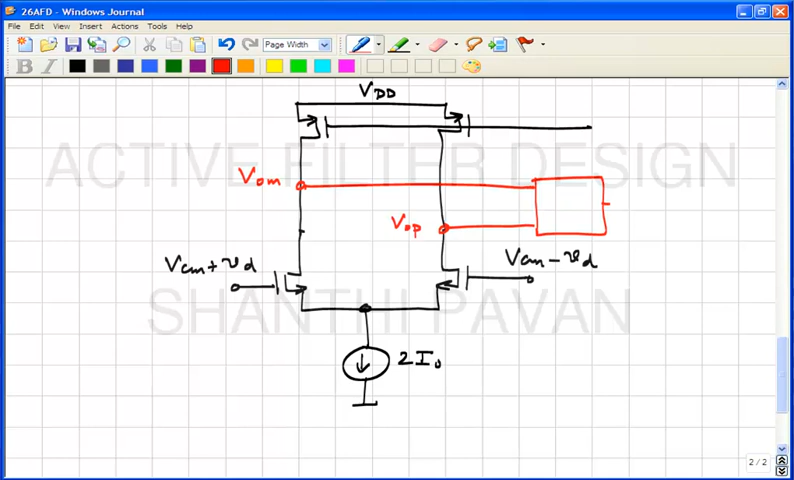 26AFD - Windows Journal
File Edit View Insert Actions Tools Help
Page Width
B I
VDD
ACTIVE FILTER DESIGN
Vom
Vop
Vcm+vd
Vcm-vd
SHANTHI PAVAN
2I0
2 / 2